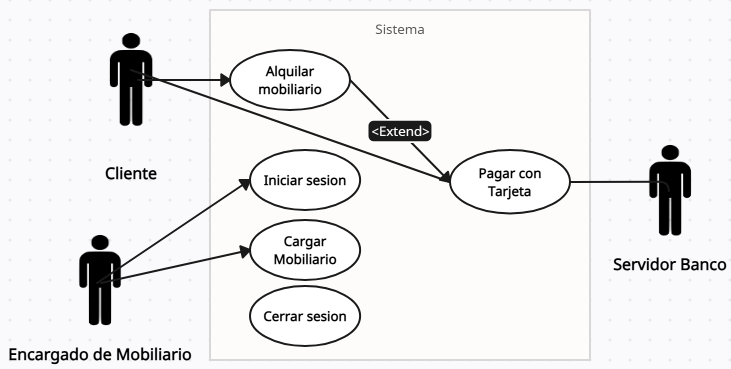 Sistema
Alquilar
mobiliario
<Extend>
Cliente
Iniciar sesion
Pagar con
Tarjeta
Cargar
Mobiliario
Servidor Banco
Cerrar sesion
Encargado de Mobiliario